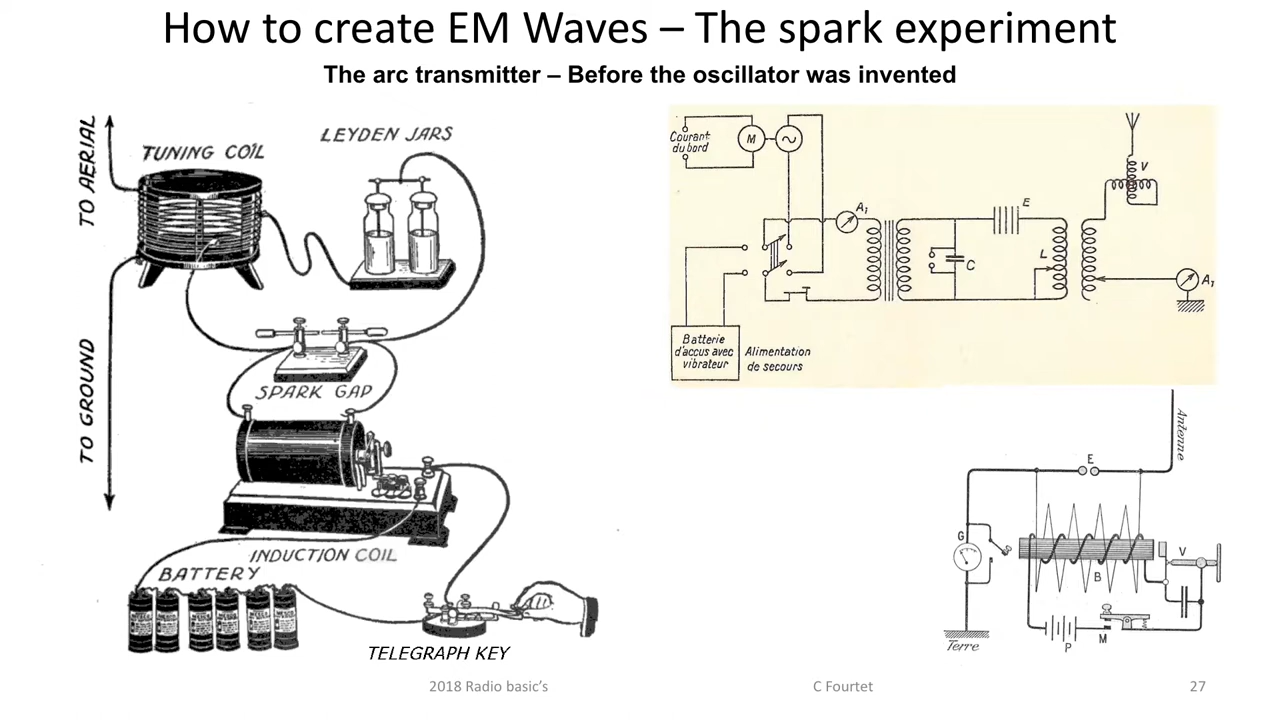 How to create EM Waves – The spark experiment
The arc transmitter – Before the oscillator was invented
TO AERIAL
TUNING COIL
LEYDEN JARS
TO GROUND
SPARK GAP
INDUCTION COIL
BATTERY
TELEGRAPH KEY
Courant
du bord
M
V
A1
E
C
L
A1
Batterie
d'accus avec
vibrateur
Alimentation
de secours
Antenne
E
G
B
V
M
P
Terre
2018 Radio basic's
C Fourtet
27